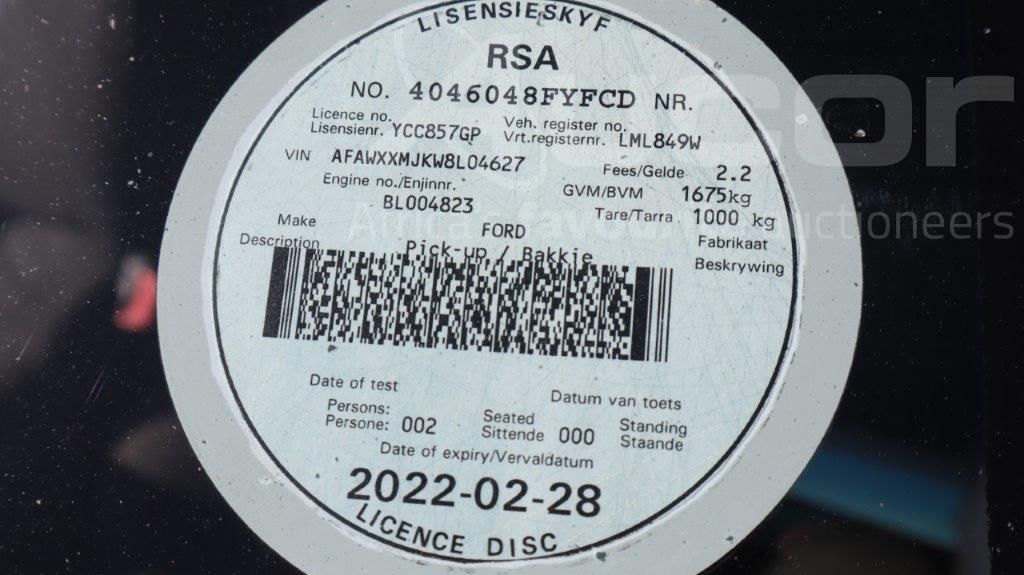 LISENSIESKYF
RSA
NO. 4046048FYFCD NR.
Licence no. Veh. register no.
Lisensienr. YCC857GP Vrt.registernr. LML849W
VIN AFAWXXMJKW8L04627 Fees/Gelde 2.2
Engine no./Enjinnr. GVM/BVM 1675kg
BL004823 Tare/Tarra 1000 kg
Make FORD Fabrikaat
Description Pick-up / Bakkie Beskrywing
Date of test Datum van toets
Persons: Seated Standing
Persone: 002 Sittende 000 Staande
Date of expiry/Vervaldatum
2022-02-28
LICENCE DISC